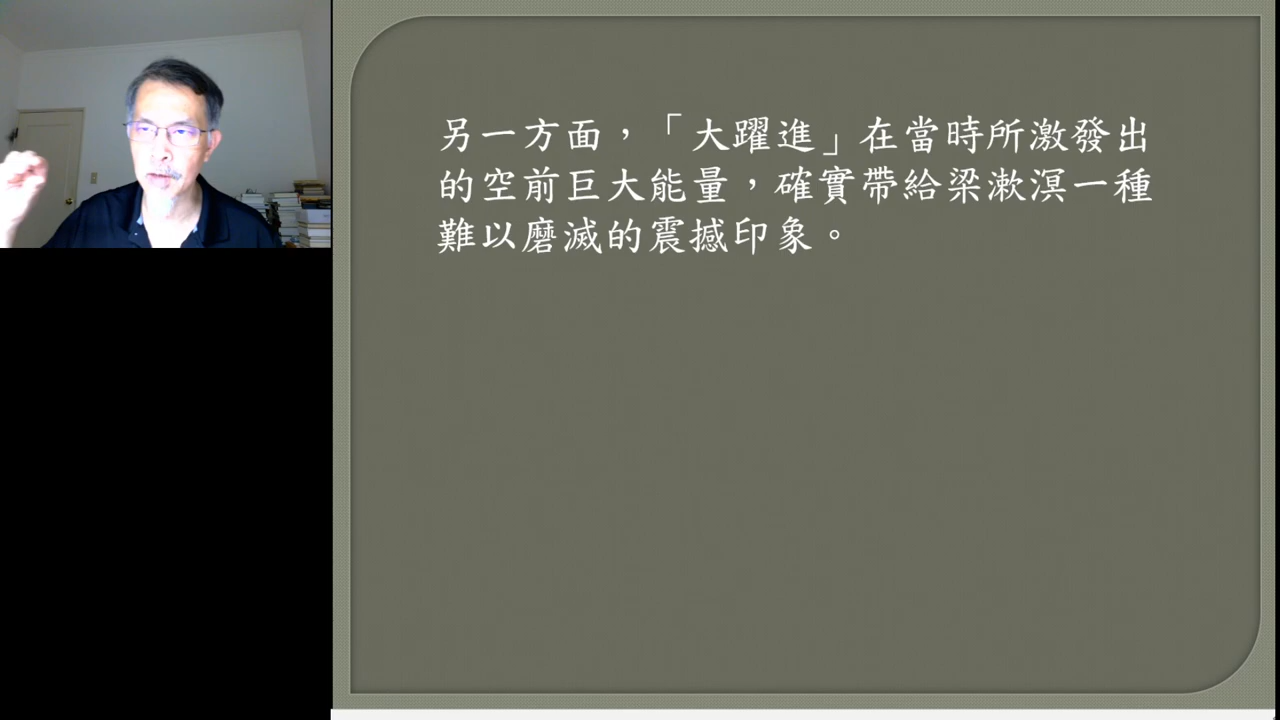 另一方面，「大躍進」在當時所激發出
的空前巨大能量，確實帶給梁漱溟一種
難以磨滅的震撼印象。